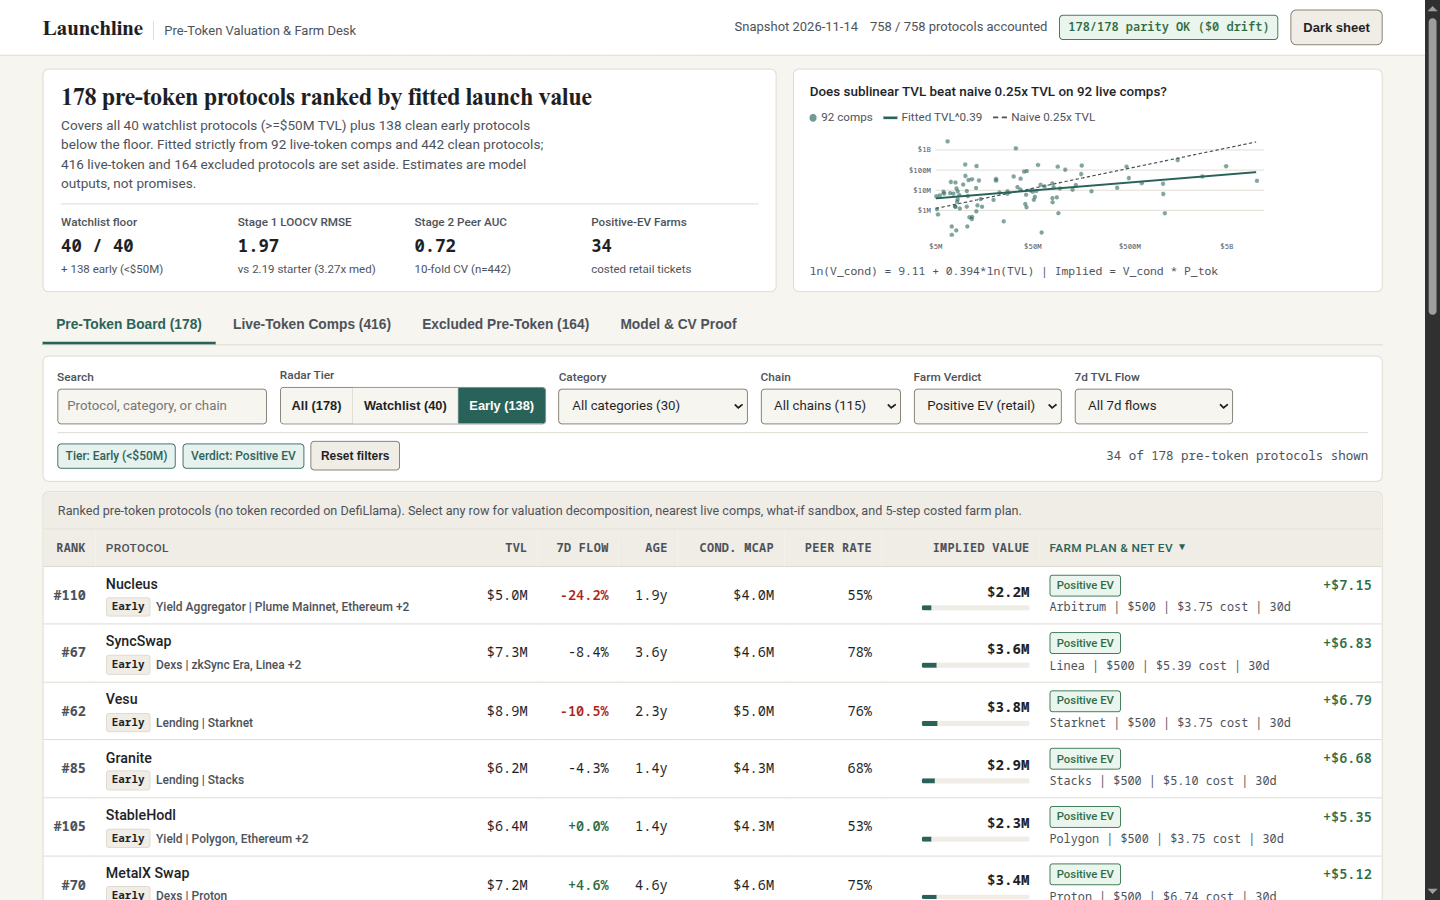 Launchline
Pre-Token Valuation & Farm Desk
Snapshot 2026-11-14
758 / 758 protocols accounted
178/178 parity OK ($0 drift)
Dark sheet
178 pre-token protocols ranked by fitted launch value
Covers all 40 watchlist protocols (>=$50M TVL) plus 138 clean early protocols
below the floor. Fitted strictly from 92 live-token comps and 442 clean protocols;
416 live-token and 164 excluded protocols are set aside. Estimates are model
outputs, not promises.
Watchlist floor
40 / 40
+ 138 early (<$50M)
Stage 1 LOOCV RMSE
1.97
vs 2.19 starter (3.27x med)
Stage 2 Peer AUC
0.72
10-fold CV (n=442)
Positive-EV Farms
34
costed retail tickets
Does sublinear TVL beat naive 0.25x TVL on 92 live comps?
92 comps
Fitted TVL^0.39
Naive 0.25x TVL
$1B
$100M
$10M
$1M
$5M
$50M
$500M
$5B
ln(V_cond) = 9.11 + 0.394*ln(TVL) | Implied = V_cond * P_tok
Pre-Token Board (178)
Live-Token Comps (416)
Excluded Pre-Token (164)
Model & CV Proof
Search
Protocol, category, or chain
Radar Tier
All (178)
Watchlist (40)
Early (138)
Category
All categories (30)
Chain
All chains (115)
Farm Verdict
Positive EV (retail)
7d TVL Flow
All 7d flows
Tier: Early (<$50M)
Verdict: Positive EV
Reset filters
34 of 178 pre-token protocols shown
Ranked pre-token protocols (no token recorded on DefiLlama). Select any row for valuation decomposition, nearest live comps, what-if sandbox, and 5-step costed farm plan.
RANK PROTOCOL TVL 7D FLOW AGE COND. MCAP PEER RATE IMPLIED VALUE FARM PLAN & NET EV ▼
#110 Nucleus $5.0M -24.2% 1.9y $4.0M 55% $2.2M Positive EV +$7.15
Early Yield Aggregator | Plume Mainnet, Ethereum +2 Arbitrum | $500 | $3.75 cost | 30d
#67 SyncSwap $7.3M -8.4% 3.6y $4.6M 78% $3.6M Positive EV +$6.83
Early Dexs | zkSync Era, Linea +2 Linea | $500 | $5.39 cost | 30d
#62 Vesu $8.9M -10.5% 2.3y $5.0M 76% $3.8M Positive EV +$6.79
Early Lending | Starknet Starknet | $500 | $3.75 cost | 30d
#85 Granite $6.2M -4.3% 1.4y $4.3M 68% $2.9M Positive EV +$6.68
Early Lending | Stacks Stacks | $500 | $5.10 cost | 30d
#105 StableHodl $6.4M +0.0% 1.4y $4.3M 53% $2.3M Positive EV +$5.35
Early Yield | Polygon, Ethereum +2 Polygon | $500 | $3.75 cost | 30d
#70 MetalX Swap $7.2M +4.6% 4.6y $4.6M 75% $3.4M Positive EV +$5.12
Early Dexs | Proton Proton | $500 | $6.74 cost | 30d